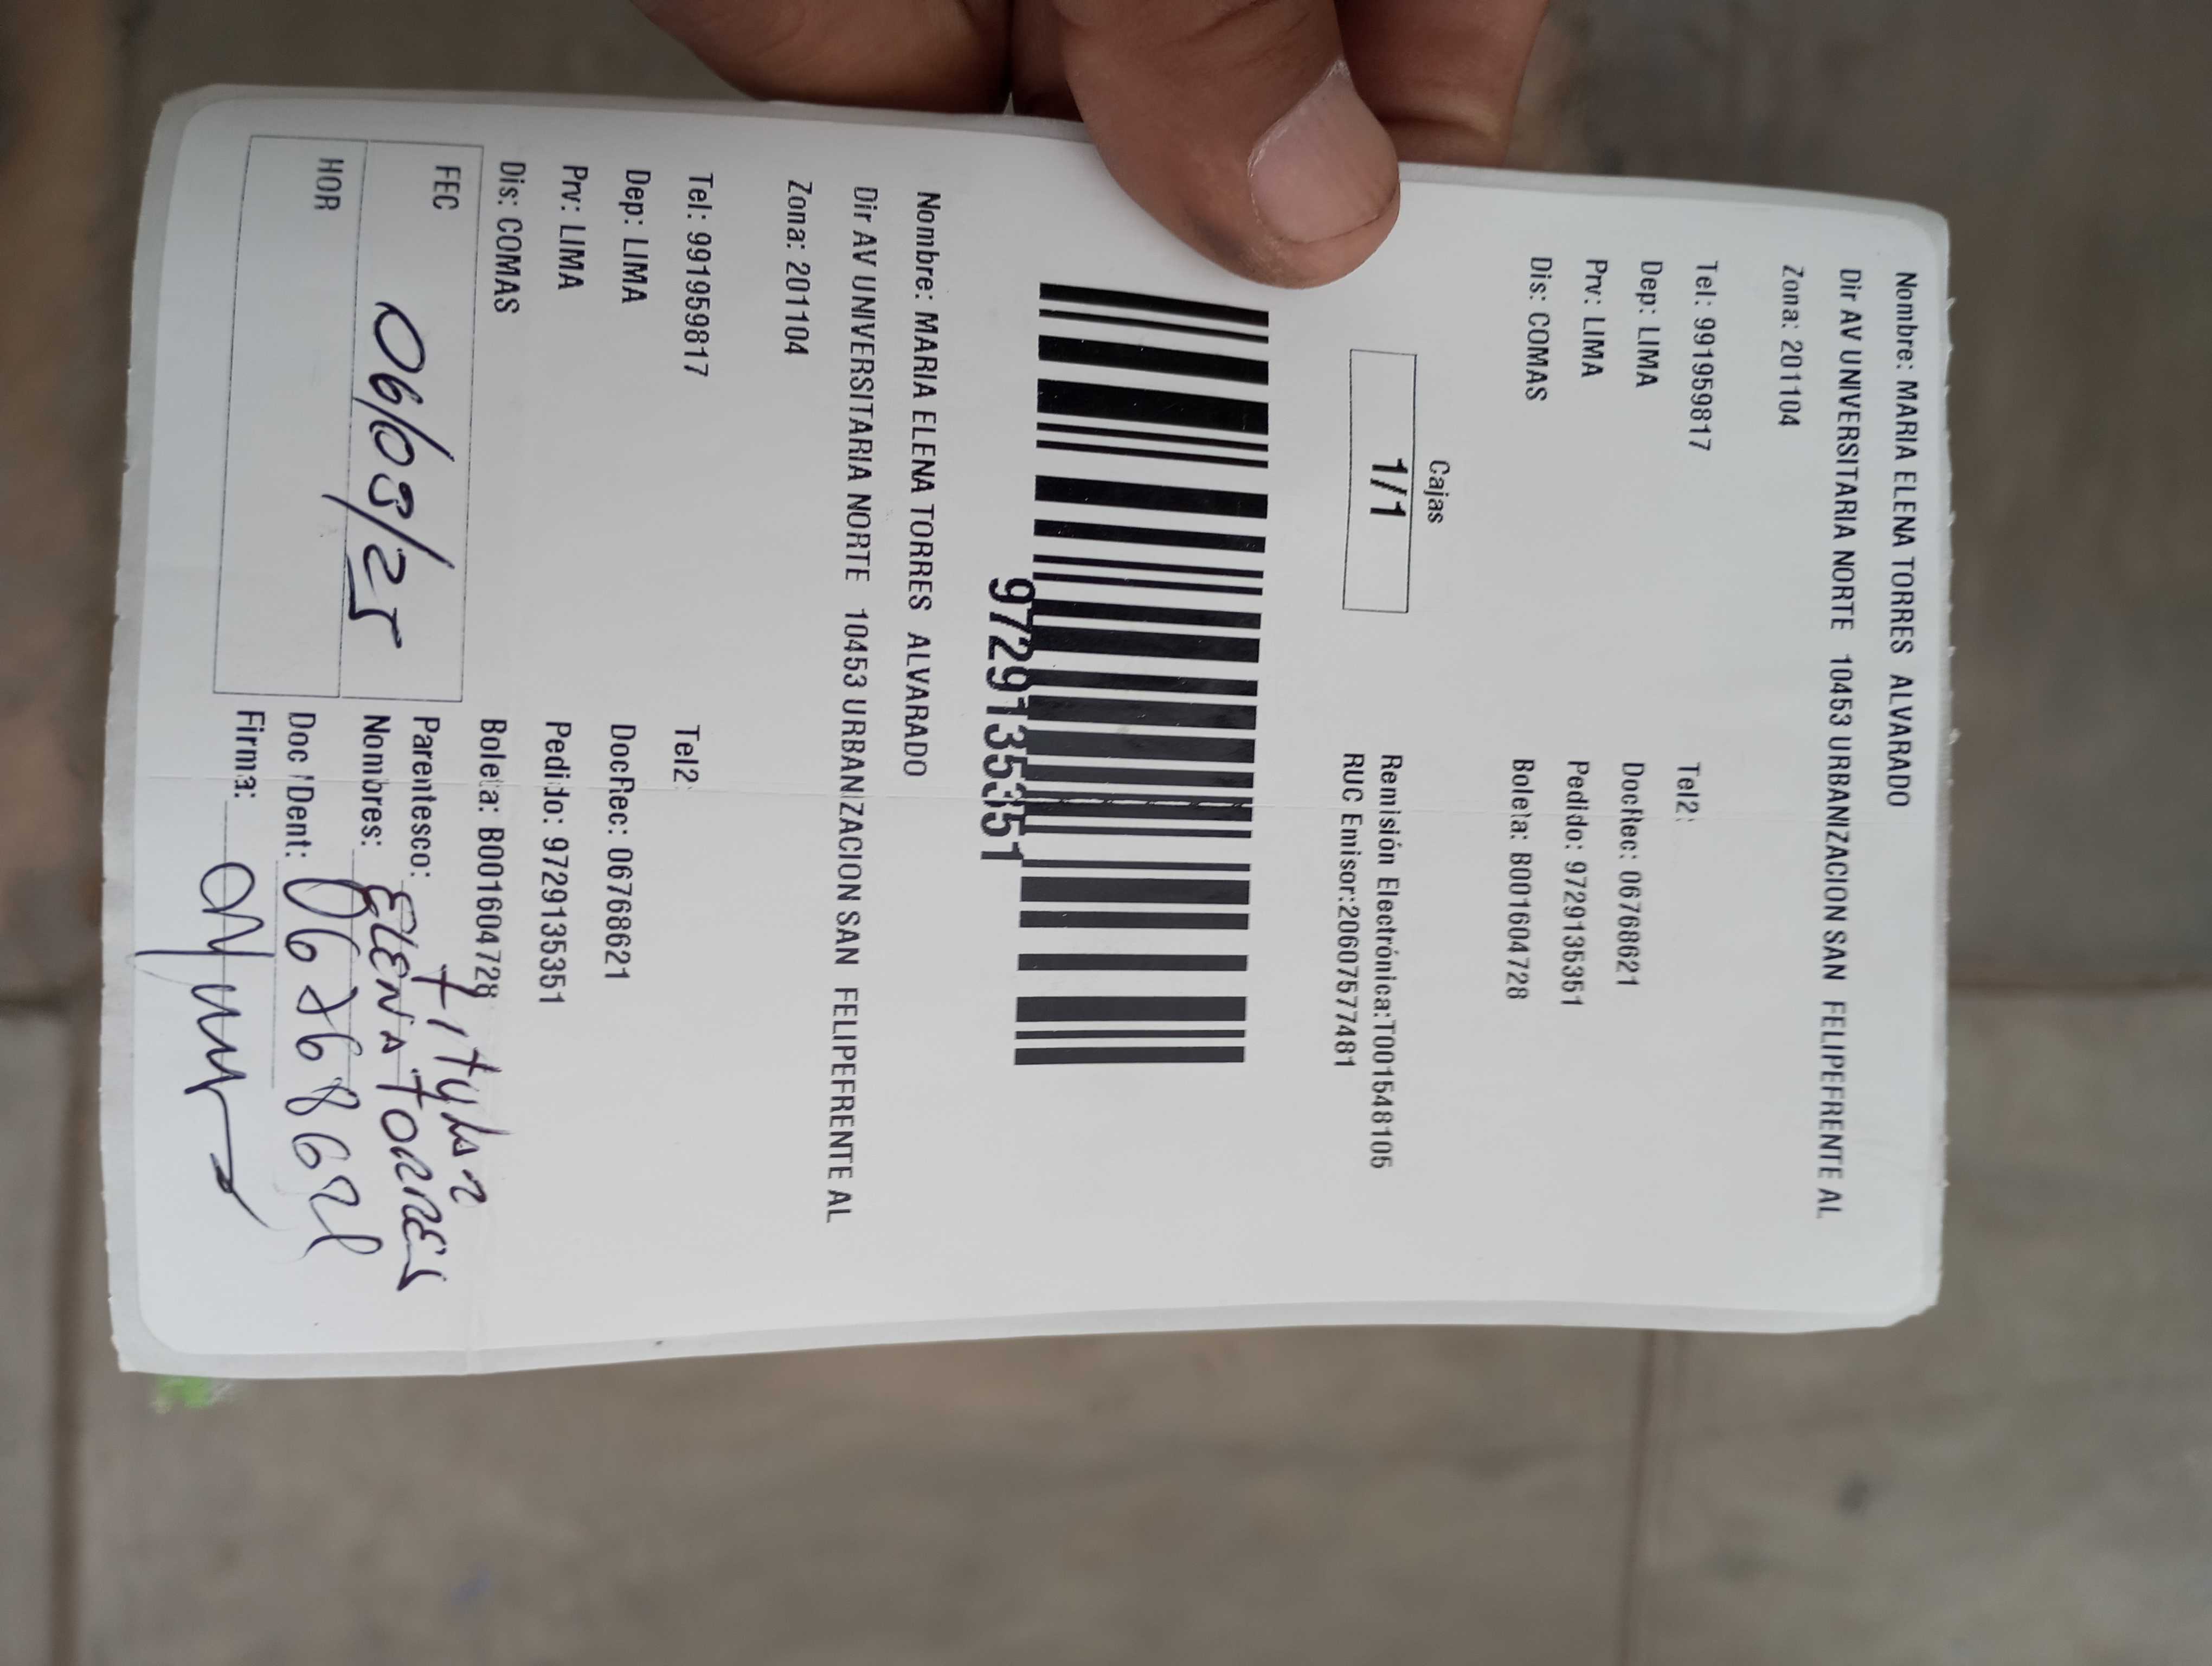 Nombre: MARIA ELENA TORRES ALVARADO
Dir AV UNIVERSITARIA NORTE 10453 URBANIZACION SAN FELIPEFRENTE AL
Zona: 201104
Tel: 991959817 Tel2:
Dep: LIMA DocRec: 06768621
Prv: LIMA Pedido: 972913535​1
Dis: COMAS Boleta: B001604728
Cajas
1/1
Remisión Electrónica:T001548105
RUC Emisor:20607577481
9729135351
Nombre: MARIA ELENA TORRES ALVARADO
Dir AV UNIVERSITARIA NORTE 10453 URBANIZACION SAN FELIPEFRENTE AL
Zona: 201104
Tel: 991959817 Tel2:
Dep: LIMA DocRec: 06768621
Prv: LIMA Pedido: 9729135351
Dis: COMAS Boleta: B001604728
FEC 06/03/25 Parentesco: Titular
Nombres: ELENA TORRES
HOR Doc IDent: 06768621
Firma: